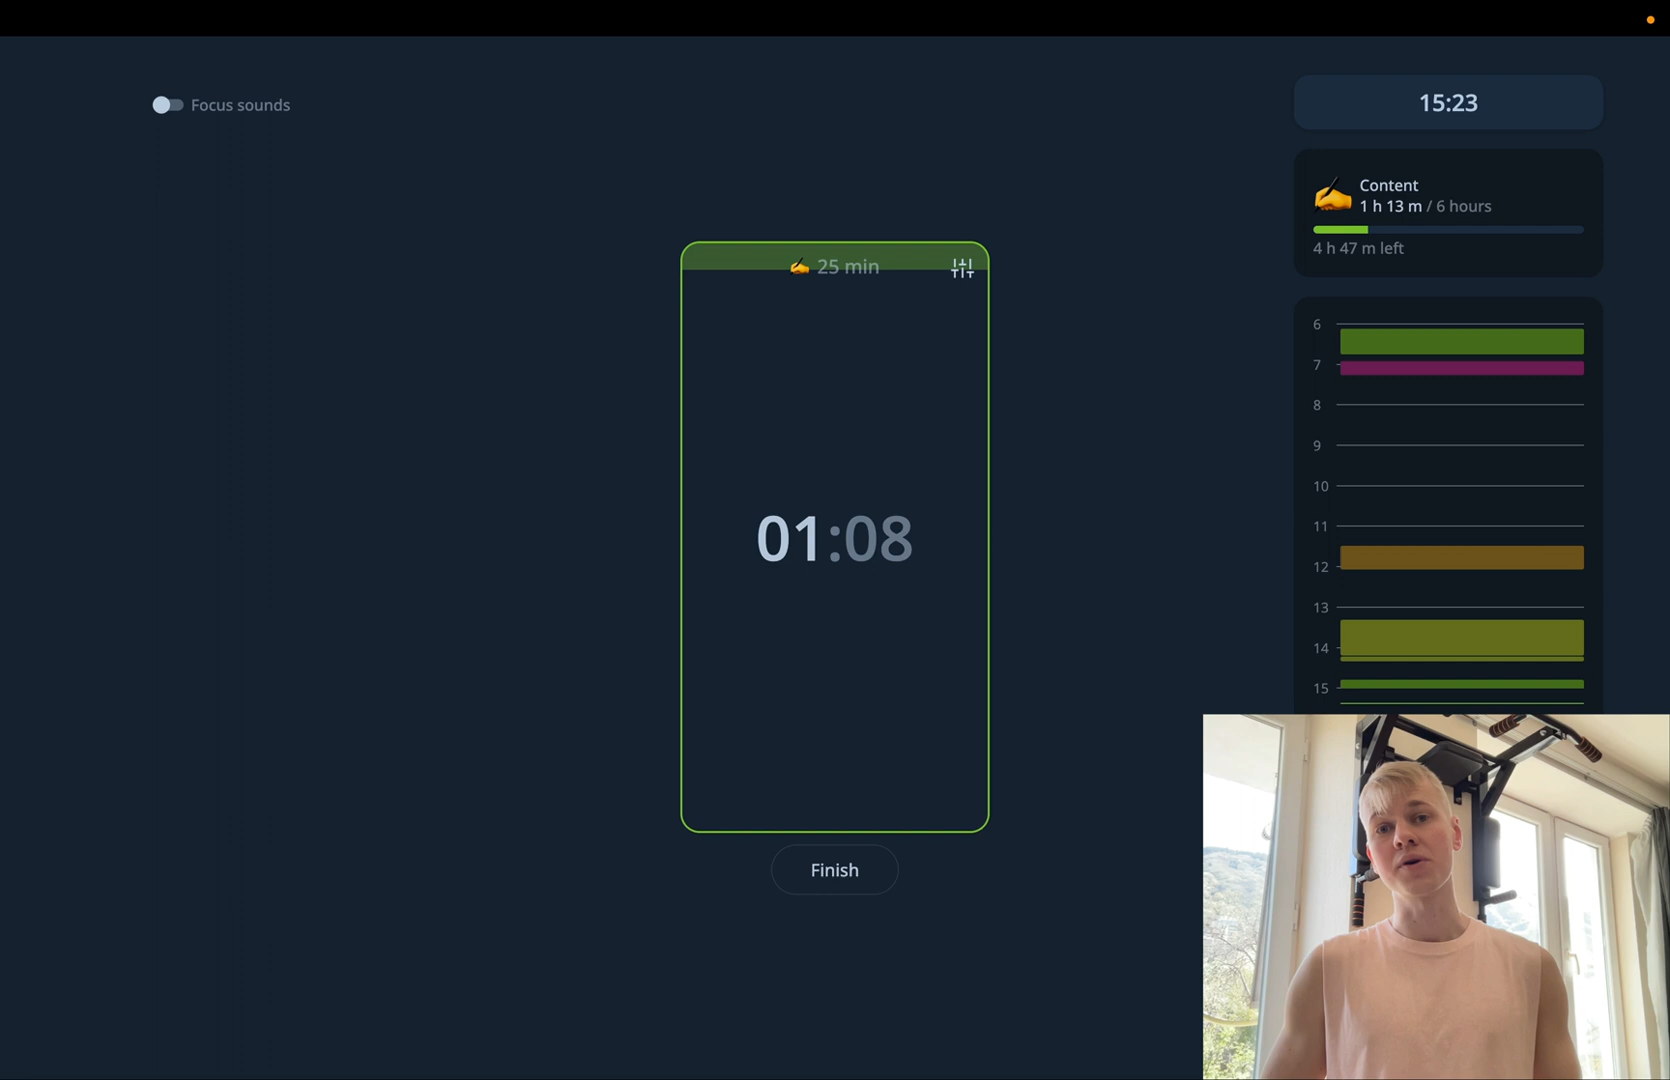 Focus sounds
15:23
Content
1 h 13 m / 6 hours
4 h 47 m left
25 min
01:08
Finish
6
7
8
9
10
11
12
13
14
15